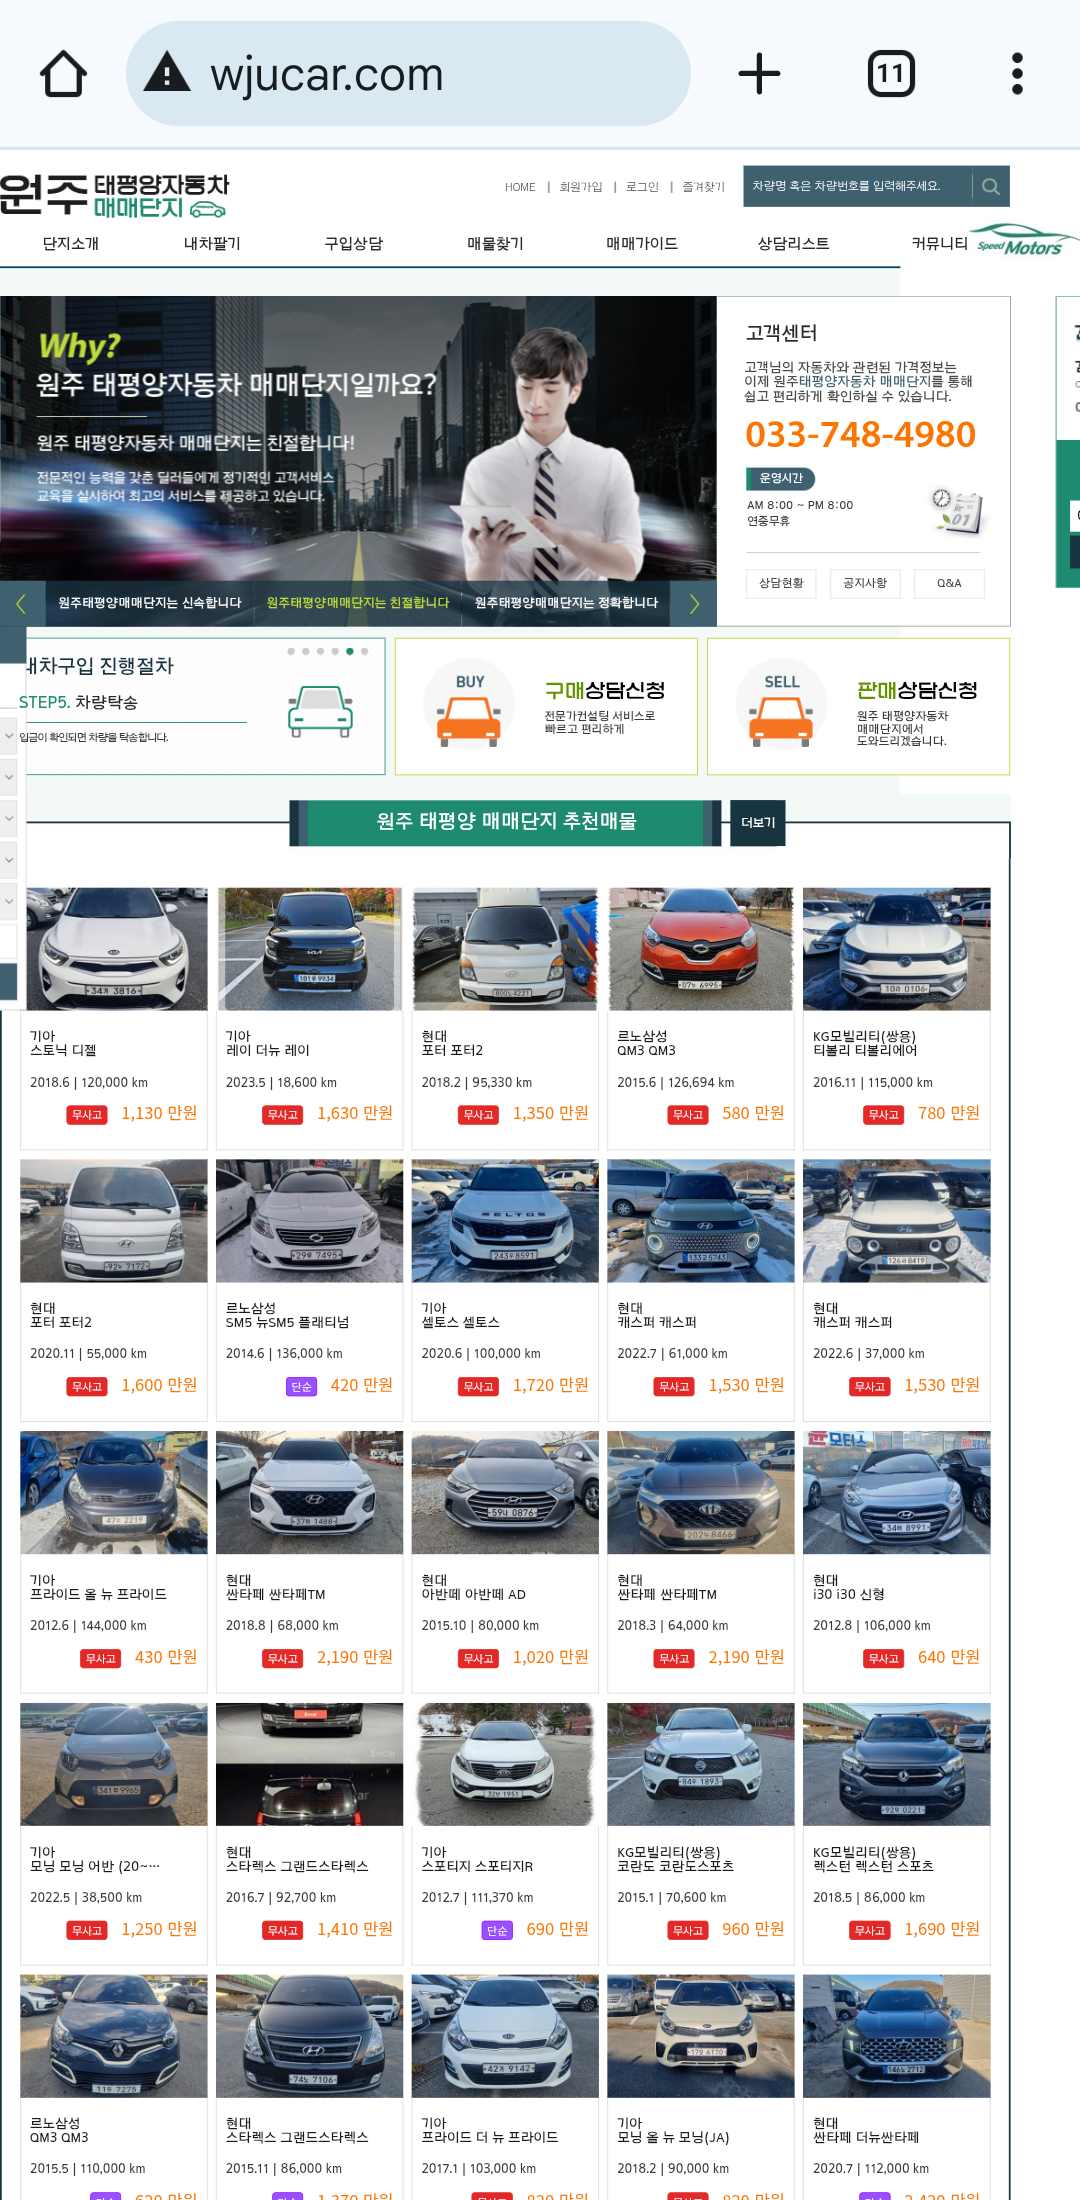 wjucar.com
11
원주 태평양자동차
매매단지
HOME | 회원가입 | 로그인 | 즐겨찾기
차량명 혹은 차량번호를 입력해주세요.
단지소개 내차팔기 구입상담 매물찾기 매매가이드 상담리스트 커뮤니티
Speed Motors
Why?
원주 태평양자동차 매매단지일까요?
원주 태평양자동차 매매단지는 친절합니다!
전문적인 능력을 갖춘 딜러들에게 정기적인 고객서비스
교육을 실시하여 최고의 서비스를 제공하고 있습니다.
원주태평양매매단지는 신속합니다 원주태평양매매단지는 친절합니다 원주태평양매매단지는 정확합니다
고객센터
고객님의 자동차와 관련된 가격정보는
이제 원주태평양자동차 매매단지를 통해
쉽고 편리하게 확인하실 수 있습니다.
033-748-4980
운영시간
AM 8:00 ~ PM 8:00
연중무휴
01
상담현황 공지사항 Q&A
내차구입 진행절차
STEP5. 차량탁송
입금이 확인되면 차량을 탁송합니다.
BUY
구매상담신청
전문가컨설팅 서비스로
빠르고 편리하게
SELL
판매상담신청
원주 태평양자동차
매매단지에서
도와드리겠습니다.
원주 태평양 매매단지 추천매물
더보기
기아
스토닉 디젤
2018.6 | 120,000 km
무사고 1,130 만원
기아
레이 더뉴 레이
2023.5 | 18,600 km
무사고 1,630 만원
현대
포터 포터2
2018.2 | 95,330 km
무사고 1,350 만원
르노삼성
QM3 QM3
2015.6 | 126,694 km
무사고 580 만원
KG모빌리티(쌍용)
티볼리 티볼리에어
2016.11 | 115,000 km
무사고 780 만원
현대
포터 포터2
2020.11 | 55,000 km
무사고 1,600 만원
르노삼성
SM5 뉴SM5 플래티넘
2014.6 | 136,000 km
단순 420 만원
SELTOS
기아
셀토스 셀토스
2020.6 | 100,000 km
무사고 1,720 만원
현대
캐스퍼 캐스퍼
2022.7 | 61,000 km
무사고 1,530 만원
현대
캐스퍼 캐스퍼
2022.6 | 37,000 km
무사고 1,530 만원
기아
프라이드 올 뉴 프라이드
2012.6 | 144,000 km
무사고 430 만원
현대
싼타페 싼타페TM
2018.8 | 68,000 km
무사고 2,190 만원
현대
아반떼 아반떼 AD
2015.10 | 80,000 km
무사고 1,020 만원
현대
싼타페 싼타페TM
2018.3 | 64,000 km
무사고 2,190 만원
모터스
현대
i30 i30 신형
2012.8 | 106,000 km
무사고 640 만원
기아
모닝 모닝 어반 (20~···
2022.5 | 38,500 km
무사고 1,250 만원
Encar
현대
스타렉스 그랜드스타렉스
2016.7 | 92,700 km
무사고 1,410 만원
기아
스포티지 스포티지R
2012.7 | 111,370 km
단순 690 만원
KG모빌리티(쌍용)
코란도 코란도스포츠
2015.1 | 70,600 km
무사고 960 만원
KG모빌리티(쌍용)
렉스턴 렉스턴 스포츠
2018.5 | 86,000 km
무사고 1,690 만원
르노삼성
QM3 QM3
2015.5 | 110,000 km
현대
스타렉스 그랜드스타렉스
2015.11 | 86,000 km
기아
프라이드 더 뉴 프라이드
2017.1 | 103,000 km
기아
모닝 올 뉴 모닝(JA)
2018.2 | 90,000 km
현대
싼타페 더뉴싼타페
2020.7 | 112,000 km